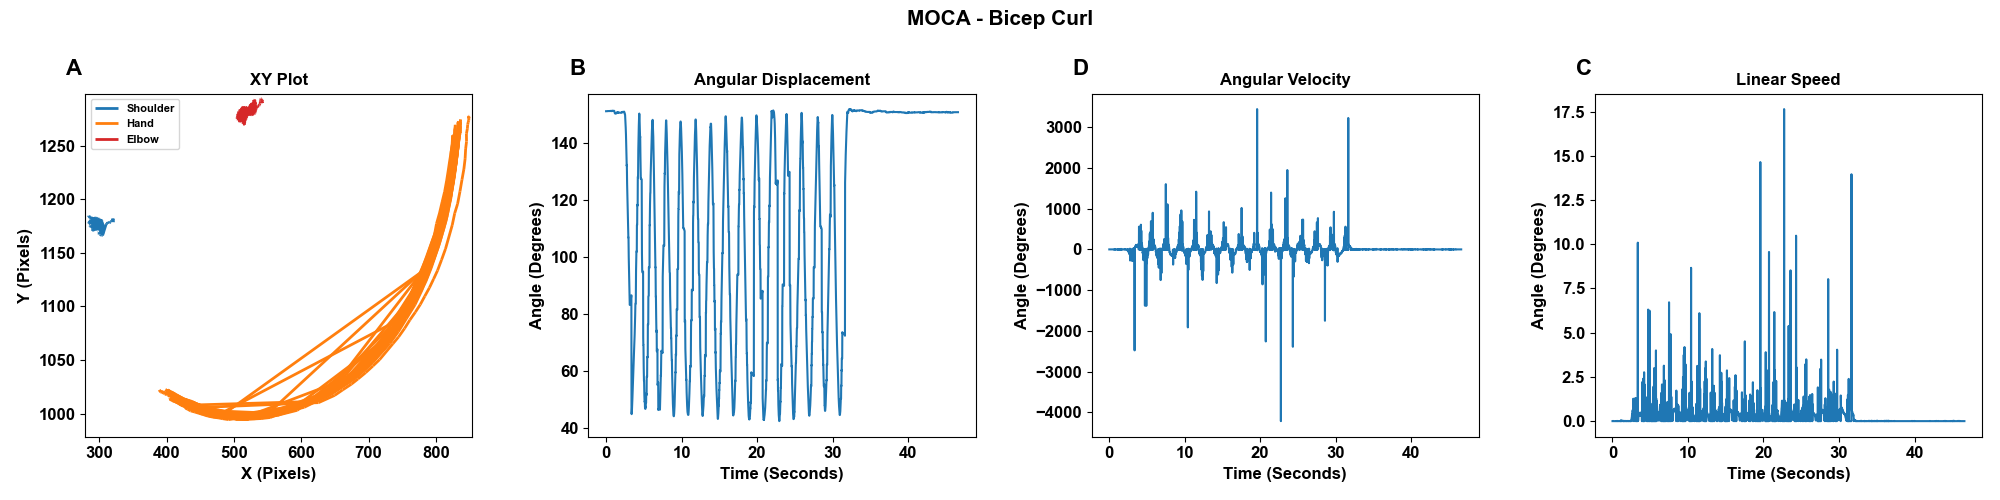 MOCA - Bicep Curl
A
XY Plot
Shoulder
Hand
Elbow
Y (Pixels)
1250
1200
1150
1100
1050
1000
300 400 500 600 700 800
X (Pixels)
B
Angular Displacement
Angle (Degrees)
140
120
100
80
60
40
0 10 20 30 40
Time (Seconds)
D
Angular Velocity
Angle (Degrees)
3000
2000
1000
0
−1000
−2000
−3000
−4000
0 10 20 30 40
Time (Seconds)
C
Linear Speed
Angle (Degrees)
17.5
15.0
12.5
10.0
7.5
5.0
2.5
0.0
0 10 20 30 40
Time (Seconds)